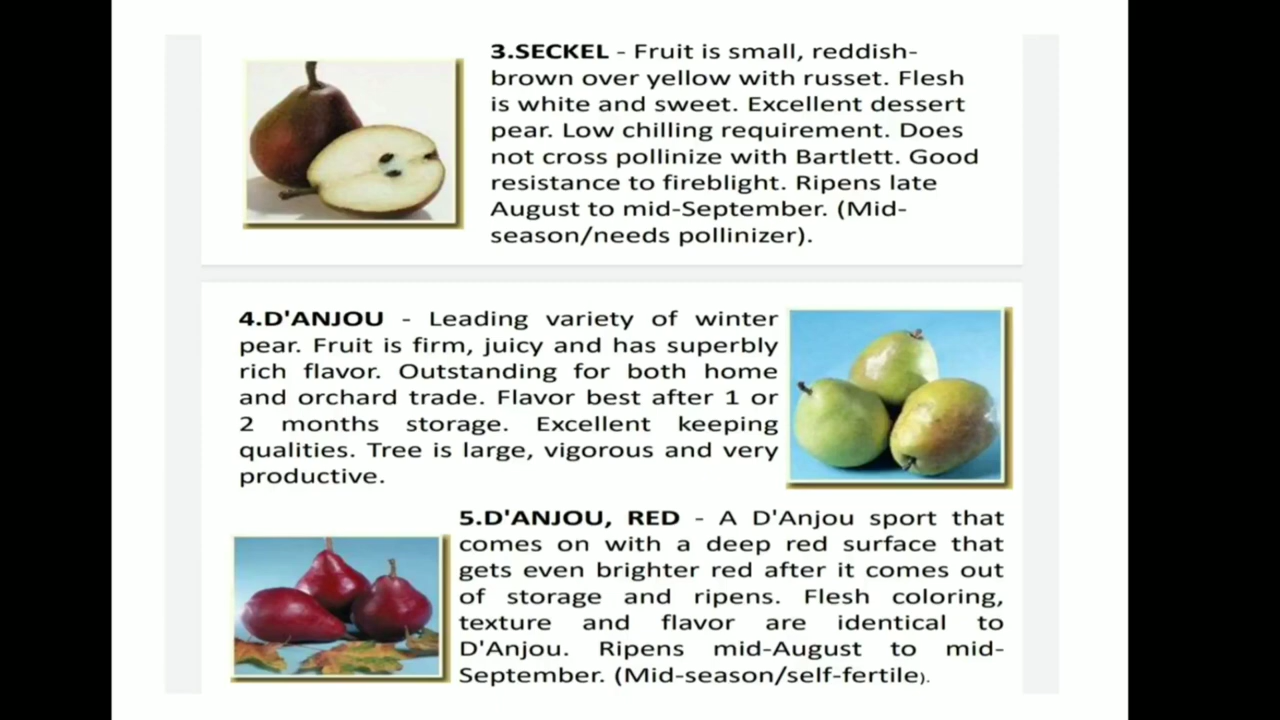 3.SECKEL - Fruit is small, reddish-
brown over yellow with russet. Flesh
is white and sweet. Excellent dessert
pear. Low chilling requirement. Does
not cross pollinize with Bartlett. Good
resistance to fireblight. Ripens late
August to mid-September. (Mid-
season/needs pollinizer).
4.D'ANJOU - Leading variety of winter
pear. Fruit is firm, juicy and has superbly
rich flavor. Outstanding for both home
and orchard trade. Flavor best after 1 or
2 months storage. Excellent keeping
qualities. Tree is large, vigorous and very
productive.
5.D'ANJOU, RED - A D'Anjou sport that
comes on with a deep red surface that
gets even brighter red after it comes out
of storage and ripens. Flesh coloring,
texture and flavor are identical to
D'Anjou. Ripens mid-August to mid-
September. (Mid-season/self-fertile).